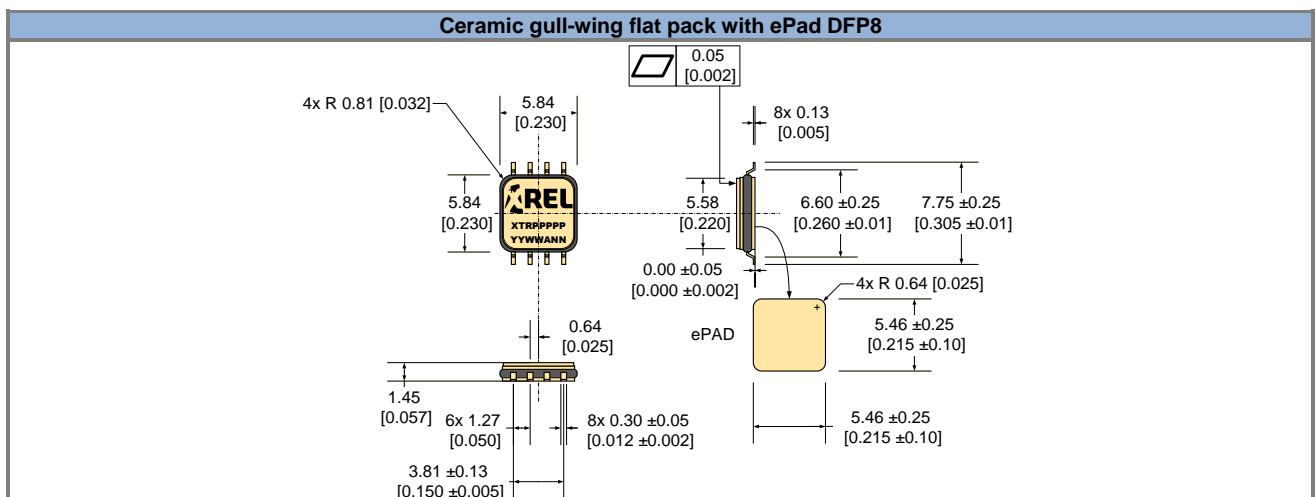 Ceramic gull-wing flat pack with ePad DFP8
0.05
[0.002]
4x R 0.81 [0.032]
5.84
[0.230]
8x 0.13
[0.005]
5.84
[0.230]
XREL
XTRPPPPP
YYWWANN
5.58
[0.220]
6.60 ±0.25
[0.260 ±0.01]
7.75 ±0.25
[0.305 ±0.01]
0.00 ±0.05
[0.000 ±0.002]
4x R 0.64 [0.025]
ePAD
+
5.46 ±0.25
[0.215 ±0.10]
0.64
[0.025]
1.45
[0.057]
6x 1.27
[0.050]
8x 0.30 ±0.05
[0.012 ±0.002]
5.46 ±0.25
[0.215 ±0.10]
3.81 ±0.13
[0.150 ±0.005]